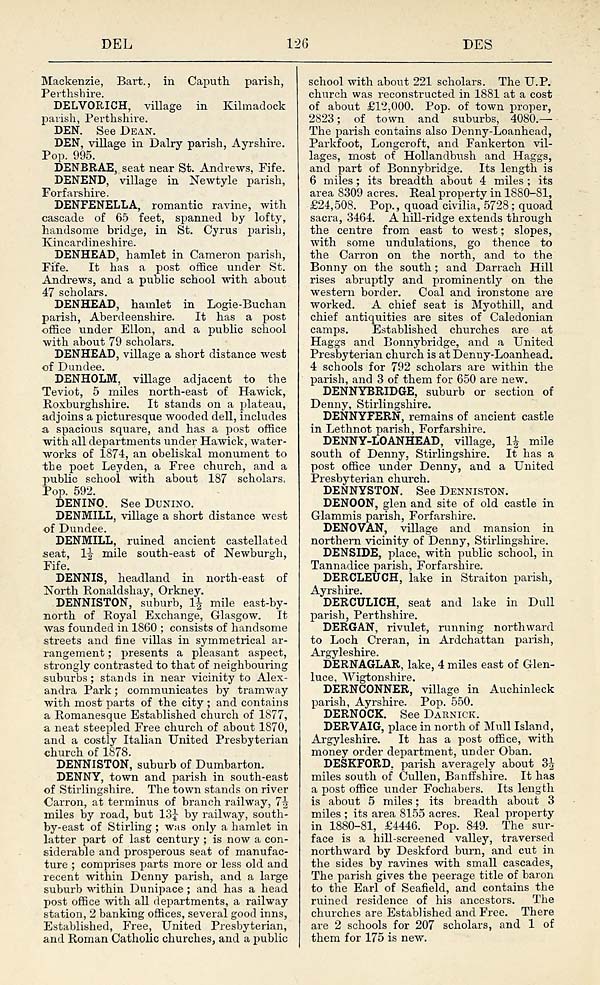 DEL
126
DES
Mackenzie, Bart., in Caputh parish,
Perthshire.
DELVORICH, village in Kilmadock
parish, Perthshire.
DEN. See DEAN.
DEN, village in Dalry parish, Ayrshire.
Pop. 995.
DENBRAE, seat near St. Andrews, Fife.
DENEND, village in Newtyle parish,
Forfarshire.
DENFENELLA, romantic ravine, with
cascade of 65 feet, spanned by lofty,
handsome bridge, in St. Cyrus parish,
Kincardineshire.
DENHEAD, hamlet in Cameron parish,
Fife. It has a post office under St.
Andrews, and a public school with about
47 scholars.
DENHEAD, hamlet in Logie-Buchan
parish, Aberdeenshire. It has a post
office under Ellon, and a public school
with about 79 scholars.
DENHEAD, village a short distance west
of Dundee.
DENHOLM, village adjacent to the
Teviot, 5 miles north-east of Hawick,
Roxburghshire. It stands on a plateau,
adjoins a picturesque wooded dell, includes
a spacious square, and has a post office
with all departments under Hawick, water-
works of 1874, an obeliskal monument to
the poet Leyden, a Free church, and a
public school with about 187 scholars.
Pop. 592.
DENINO. See DUNINO.
DENMILL, village a short distance west
of Dundee.
DENMILL, ruined ancient castellated
seat, 1½ mile south-east of Newburgh,
Fife.
DENNIS, headland in north-east of
North Ronaldshay, Orkney.
DENNISTON, suburb, 1½ mile east-by-
north of Royal Exchange, Glasgow. It
was founded in 1860; consists of handsome
streets and fine villas in symmetrical ar-
rangement; presents a pleasant aspect,
strongly contrasted to that of neighbouring
suburbs; stands in near vicinity to Alex-
andra Park; communicates by tramway
with most parts of the city; and contains
a Romanesque Established church of 1877,
a neat steepled Free church of about 1870,
and a costly Italian United Presbyterian
church of 1878.
DENNISTON, suburb of Dumbarton.
DENNY, town and parish in south-east
of Stirlingshire. The town stands on river
Carron, at terminus of branch railway, 7½
miles by road, but 13¼ by railway, south-
by-east of Stirling; was only a hamlet in
latter part of last century; is now a con-
siderable and prosperous seat of manufac-
ture; comprises parts more or less old and
recent within Denny parish, and a large
suburb within Dunipace; and has a head
post office with all departments, a railway
station, 2 banking offices, several good inns,
Established, Free, United Presbyterian,
and Roman Catholic churches, and a public
school with about 221 scholars. The U.P.
church was reconstructed in 1881 at a cost
of about £12,000. Pop. of town proper,
2823; of town and suburbs, 4080.—
The parish contains also Denny-Loanhead,
Parkfoot, Longcroft, and Fankerton vil-
lages, most of Hollandbush and Haggs,
and part of Bonnybridge. Its length is
6 miles; its breadth about 4 miles; its
area 8309 acres. Real property in 1880-81,
£24,508. Pop., quoad civilia, 5728; quoad
sacra, 3464. A hill-ridge extends through
the centre from east to west; slopes,
with some undulations, go thence to
the Carron on the north, and to the
Bonny on the south; and Darrach Hill
rises abruptly and prominently on the
western border. Coal and ironstone are
worked. A chief seat is Myothill, and
chief antiquities are sites of Caledonian
camps. Established churches are at
Haggs and Bonnybridge, and a United
Presbyterian church is at Denny-Loanhead.
4 schools for 792 scholars are within the
parish, and 3 of them for 650 are new.
DENNYBRIDGE, suburb or section of
Denny, Stirlingshire.
DENNYFERN, remains of ancient castle
in Lethnot parish, Forfarshire.
DENNY-LOANHEAD, village, 1½ mile
south of Denny, Stirlingshire. It has a
post office under Denny, and a United
Presbyterian church.
DENNYSTON. See DENNISTON.
DENOON, glen and site of old castle in
Glammis parish, Forfarshire.
DENOVAN, village and mansion in
northern vicinity of Denny, Stirlingshire.
DENSIDE, place, with public school, in
Tannadice parish, Forfarshire.
DERCLEUCH, lake in Straiton parish,
Ayrshire.
DERCULICH, seat and lake in Dull
parish, Perthshire.
DERGAN, rivulet, running northward
to Loch Creran, in Ardchattan parish,
Argyleshire.
DERNAGLAR, lake, 4 miles east of Glen-
luce, Wigtonshire.
DERNCONNER, village in Auchinleck
parish, Ayrshire. Pop. 550.
DERNOCK. See DARNICK.
DERVAIG, place in north of Mull Island,
Argyleshire. It has a post office, with
money order department, under Oban.
DESKFORD, parish averagely about 3½
miles south of Cullen, Banffshire. It has
a post office under Fochabers. Its length
is about 5 miles; its breadth about 3
miles; its area 8155 acres. Real property
in 1880-81, £4446. Pop. 849. The sur-
face is a hill-screened valley, traversed
northward by Deskford burn, and cut in
the sides by ravines with small cascades,
The parish gives the peerage title of baron
to the Earl of Seafield, and contains the
ruined residence of his ancestors. The
churches are Established and Free. There
are 2 schools for 207 scholars, and 1 of
them for 175 is new.